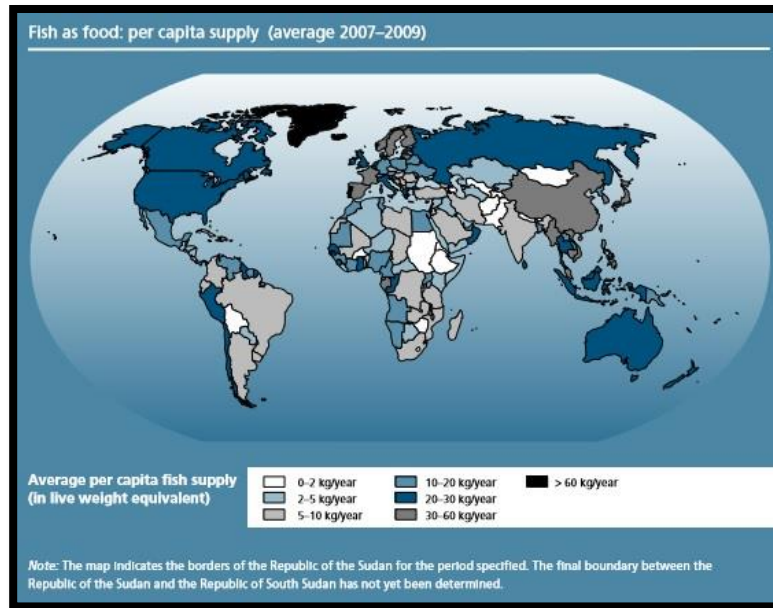 Fish as food: per capita supply (average 2007–2009)
Average per capita fish supply
(in live weight equivalent)
0–2 kg/year
2–5 kg/year
5–10 kg/year
10–20 kg/year
20–30 kg/year
30–60 kg/year
> 60 kg/year
Note: The map indicates the borders of the Republic of the Sudan for the period specified. The final boundary between the
Republic of the Sudan and the Republic of South Sudan has not yet been determined.